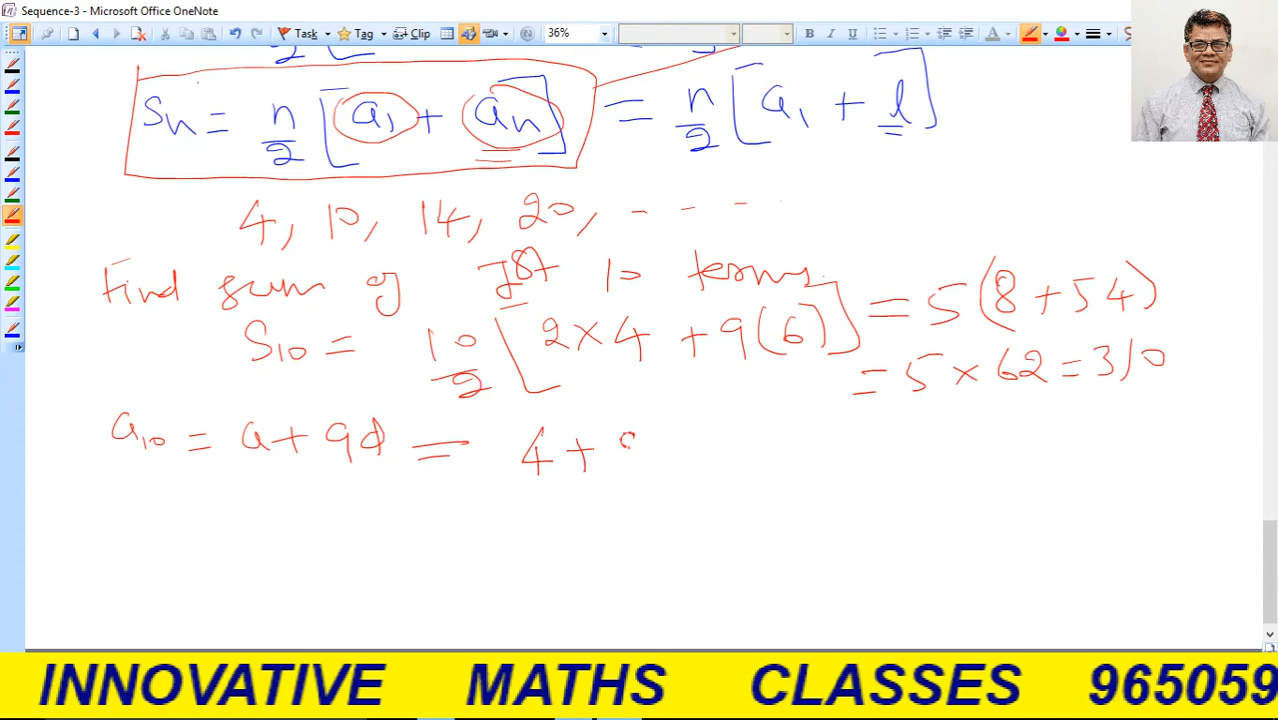 Sequence-3 - Microsoft Office OneNote
Task Tag Clip 36% B I U A
Sn = n/2 [a1 + an] = n/2 [a1 + l]
4, 10, 14, 20, - - -
Find sum of Ist 10 terms
S10 = 10/2 [2×4 + 9(6)] = 5(8+54)
= 5 × 62 = 310
a10 = a + 9d = 4 +
INNOVATIVE MATHS CLASSES 965059